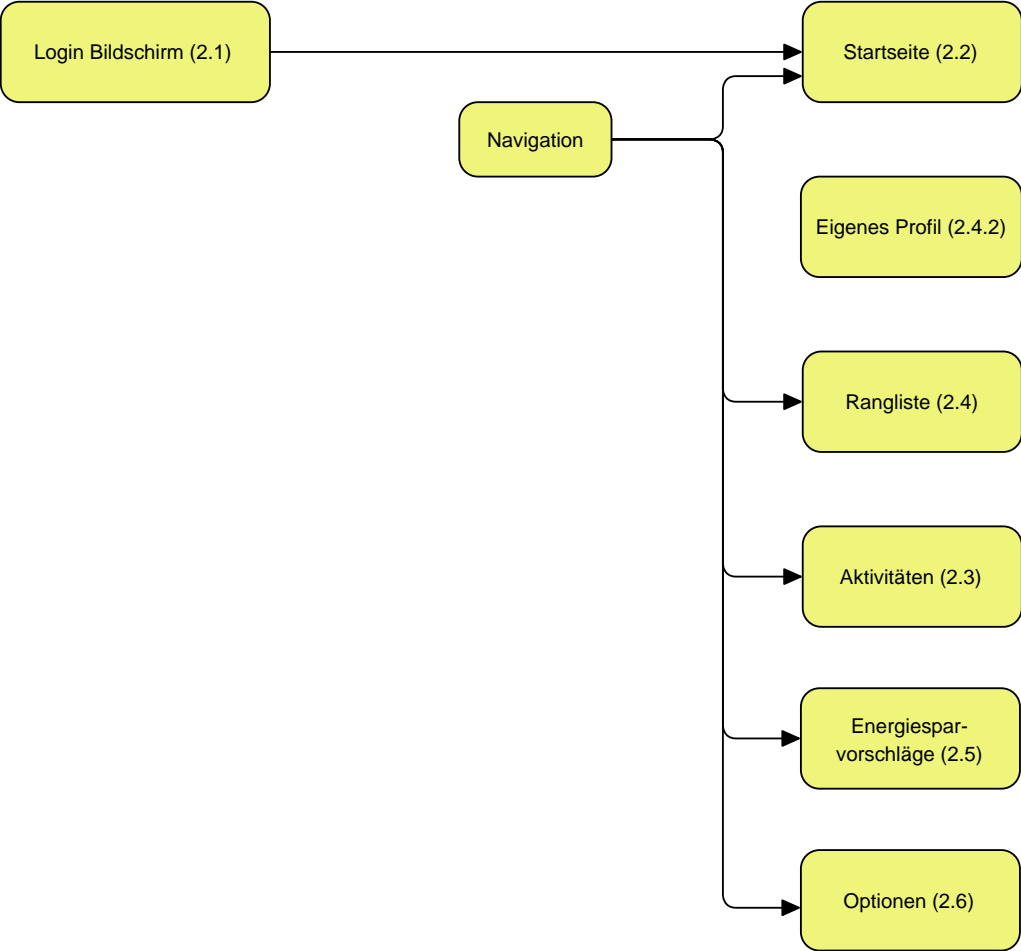 Login Bildschirm (2.1)
Startseite (2.2)
Navigation
Eigenes Profil (2.4.2)
Rangliste (2.4)
Aktivitäten (2.3)
Energiespar-
vorschläge (2.5)
Optionen (2.6)